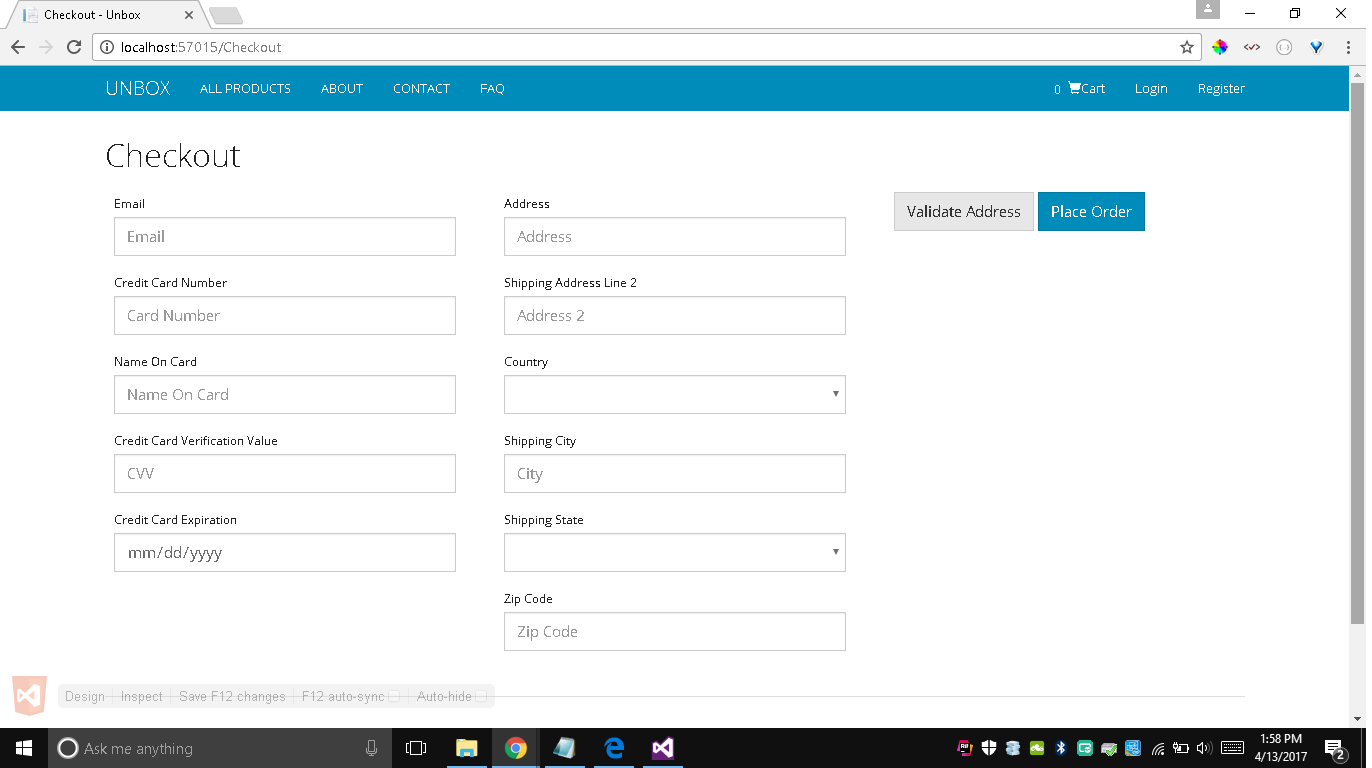 Checkout - Unbox
localhost:57015/Checkout
UNBOX ALL PRODUCTS ABOUT CONTACT FAQ 0 Cart Login Register
Checkout
Email
Email
Credit Card Number
Card Number
Name On Card
Name On Card
Credit Card Verification Value
CVV
Credit Card Expiration
mm/dd/yyyy
Address
Address
Shipping Address Line 2
Address 2
Country
Shipping City
City
Shipping State
Zip Code
Zip Code
Validate Address Place Order
Design Inspect Save F12 changes F12 auto-sync Auto-hide
Ask me anything
1:58 PM
4/13/2017
2